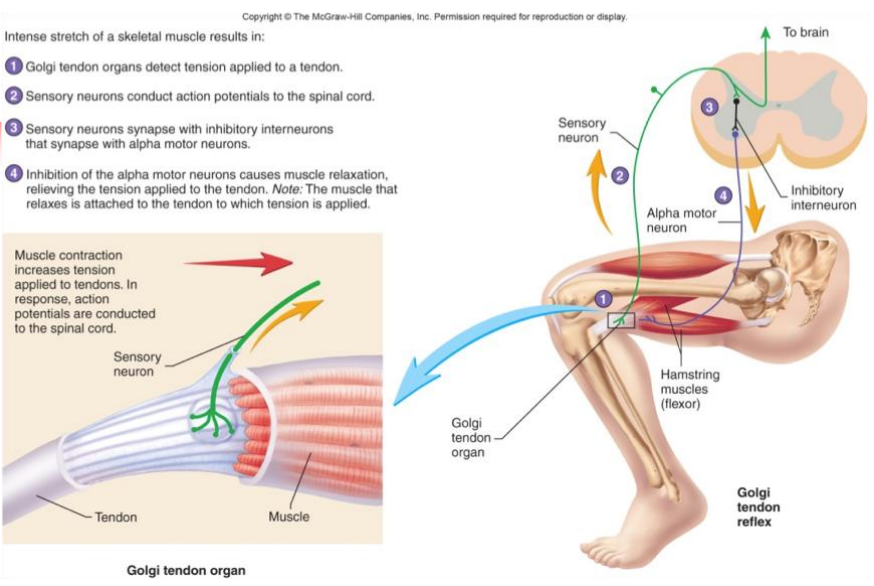 Copyright © The McGraw-Hill Companies, Inc. Permission required for reproduction or display.
Intense stretch of a skeletal muscle results in:
1 Golgi tendon organs detect tension applied to a tendon.
2 Sensory neurons conduct action potentials to the spinal cord.
3 Sensory neurons synapse with inhibitory interneurons
that synapse with alpha motor neurons.
4 Inhibition of the alpha motor neurons causes muscle relaxation,
relieving the tension applied to the tendon. Note: The muscle that
relaxes is attached to the tendon to which tension is applied.
Muscle contraction
increases tension
applied to tendons. In
response, action
potentials are conducted
to the spinal cord.
Sensory
neuron
Tendon
Muscle
Golgi tendon organ
To brain
3
Sensory
neuron
2
4
Inhibitory
interneuron
Alpha motor
neuron
1
Hamstring
muscles
(flexor)
Golgi
tendon
organ
Golgi
tendon
reflex